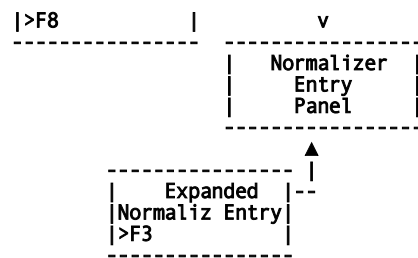 |>F8 | v
Normalizer
Entry
Panel
Expanded
Normaliz Entry
>F3